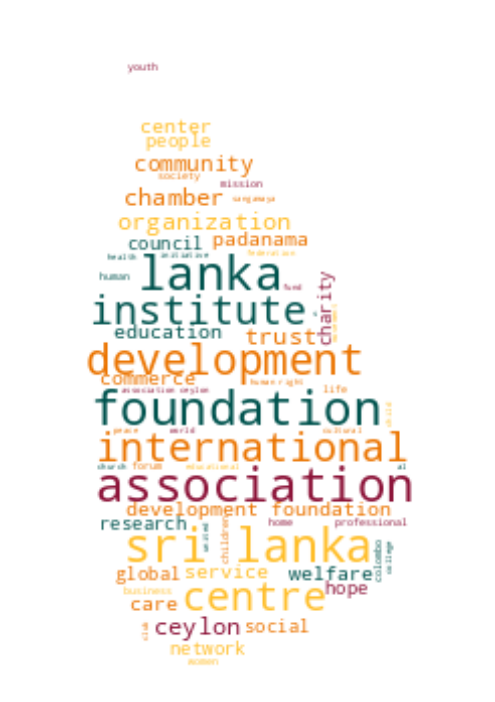 youth
center
people
community
society
mission
chamber
sangamaya
organization
council padanama
health initiative federation
lanka
human
fund
institute
charity
education trust
development
commerce human right
association ceylon life
foundation
child
peace world cultural
international
church forum educational al
association
development foundation
research home professional
united
children
sri lanka
colombo
college
global service welfare
business hope
care centre
club
ceylon social
network
women